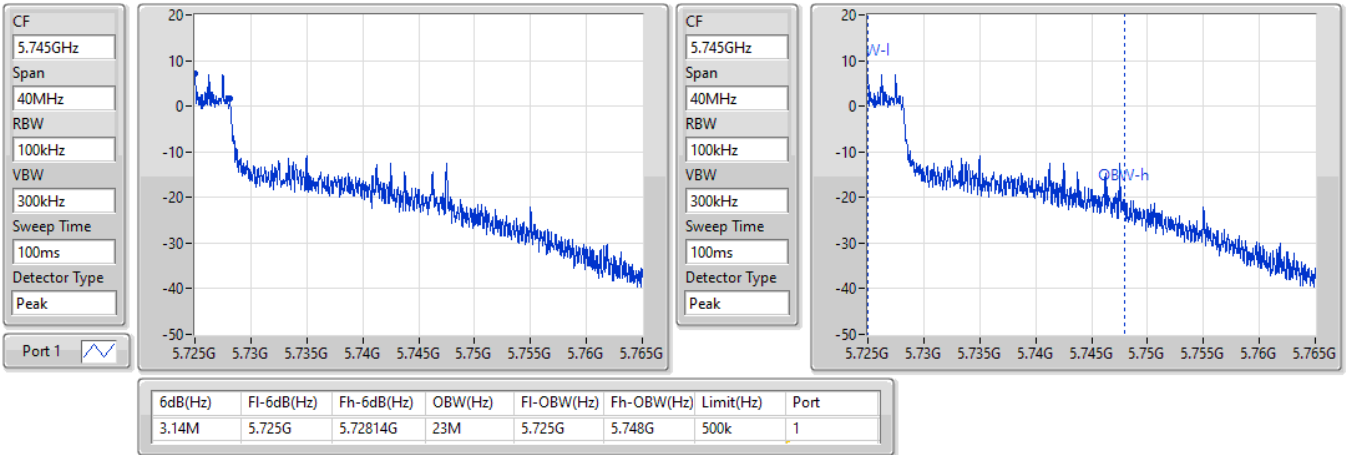 CF
5.745GHz
Span
40MHz
RBW
100kHz
VBW
300kHz
Sweep Time
100ms
Detector Type
Peak
Port 1
20
10
0
-10
-20
-30
-40
-50
5.725G 5.73G 5.735G 5.74G 5.745G 5.75G 5.755G 5.76G 5.765G
CF
5.745GHz
Span
40MHz
RBW
100kHz
VBW
300kHz
Sweep Time
100ms
Detector Type
Peak
20
10
0
-10
-20
-30
-40
-50
W-l
OBW-h
5.725G 5.73G 5.735G 5.74G 5.745G 5.75G 5.755G 5.76G 5.765G
6dB(Hz) Fl-6dB(Hz) Fh-6dB(Hz) OBW(Hz) Fl-OBW(Hz) Fh-OBW(Hz) Limit(Hz) Port
3.14M 5.725G 5.72814G 23M 5.725G 5.748G 500k 1